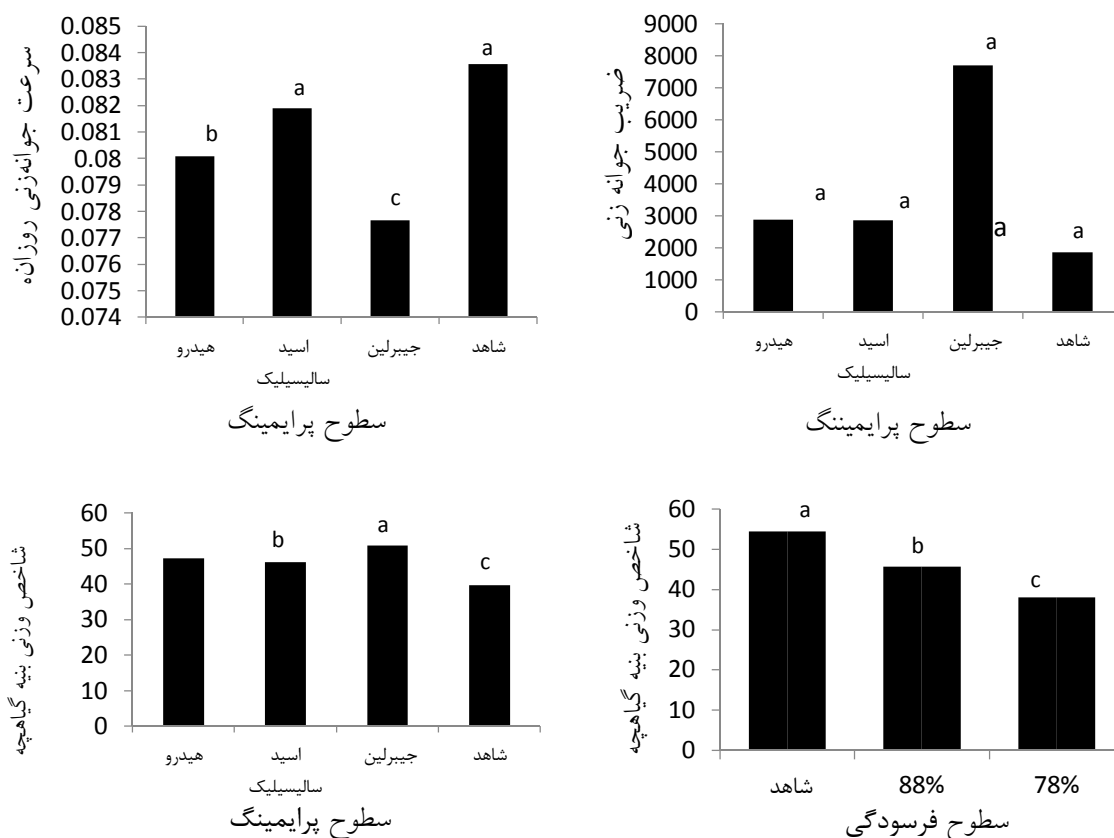 سرعت جوانه‌زنی روزانه
0.085
0.084
0.083
0.082
0.081
0.08
0.079
0.078
0.077
0.076
0.075
0.074
b
a
c
a
هیدرو
اسید
جیبرلین
شاهد
سالیسیلیک
سطوح پرایمینگ
ضریب جوانه زنی
9000
8000
7000
6000
5000
4000
3000
2000
1000
0
a
a
a
a
a
هیدرو
اسید
جیبرلین
شاهد
سالیسیلیک
سطوح پرایمیننگ
شاخص وزنی بنیه گیاهچه
60
50
40
30
20
10
0
b
a
c
هیدرو
اسید
جیبرلین
شاهد
سالیسیلیک
سطوح پرایمینگ
شاخص وزنی بنیه گیاهچه
60
50
40
30
20
10
0
a
b
c
شاهد
88%
78%
سطوح فرسودگی